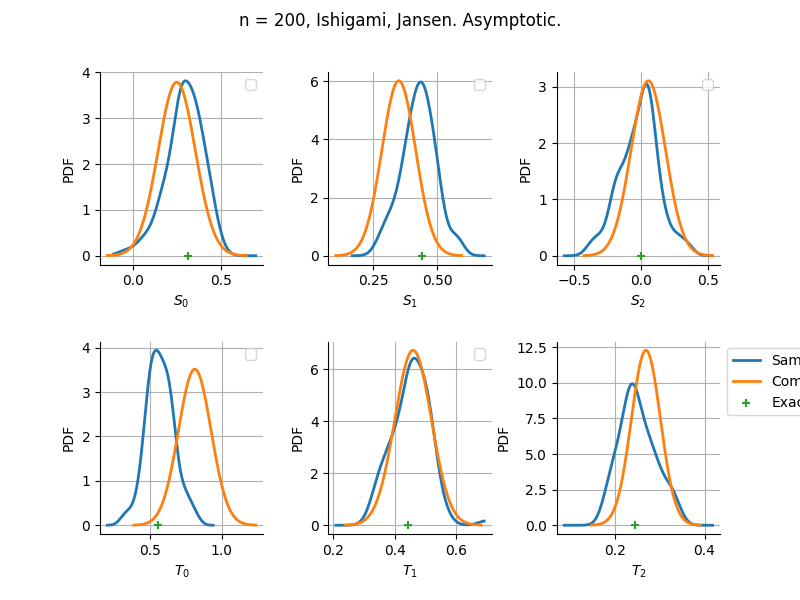 n = 200, Ishigami, Jansen. Asymptotic.
4
3
2
1
0
PDF
0.0 0.5
S0
6
4
2
0
PDF
0.25 0.50
S1
3
2
1
0
PDF
−0.5 0.0 0.5
S2
4
3
2
1
0
PDF
0.5 1.0
T0
6
4
2
0
PDF
0.2 0.4 0.6
T1
12.5
10.0
7.5
5.0
2.5
0.0
PDF
0.2 0.4
T2
Sam
Com
Exac